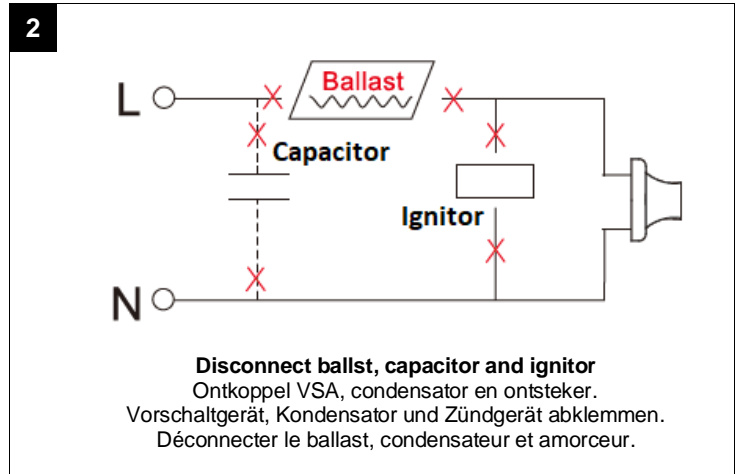 2
Ballast
L
Capacitor
Ignitor
N
Disconnect ballst, capacitor and ignitor
Ontkoppel VSA, condensator en ontsteker.
Vorschaltgerät, Kondensator und Zündgerät abklemmen.
Déconnecter le ballast, condensateur et amorceur.